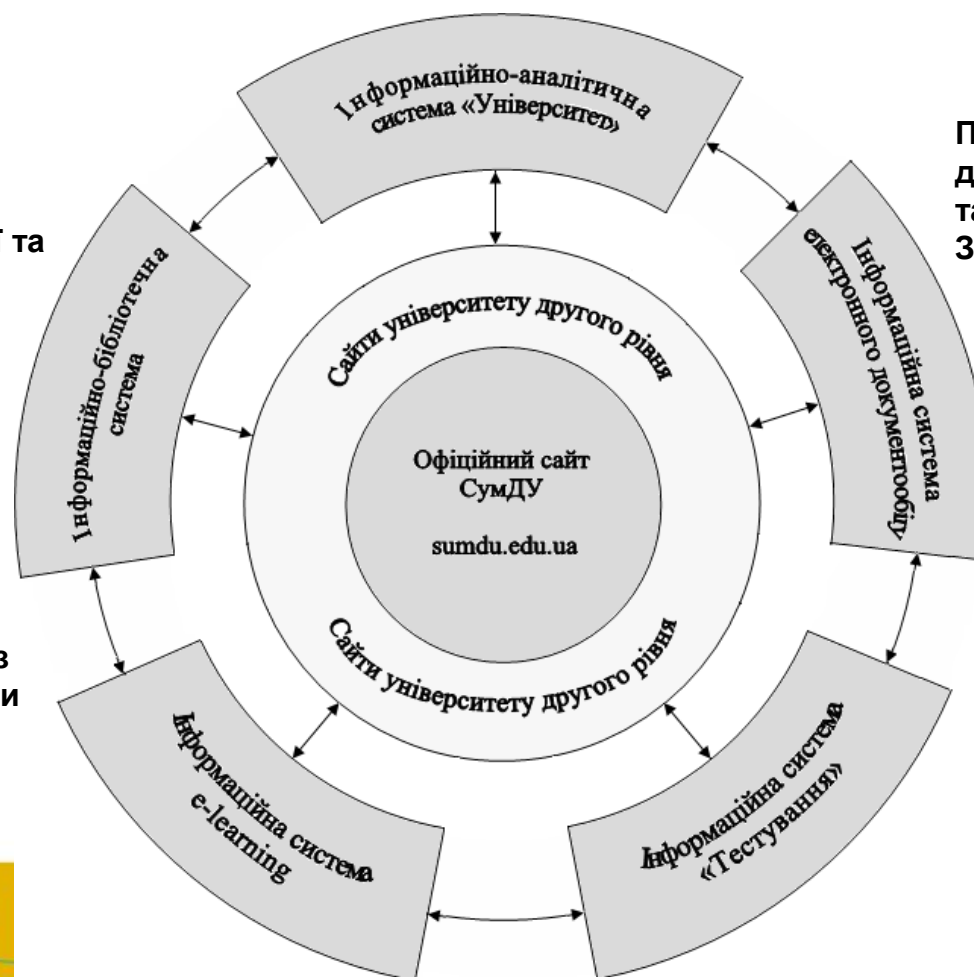 Інформаційно-аналітична
система «Університет»
та
Інформаційно-бібліотечна
система
Інформаційна система
електронного документообігу
Сайти університету другого рівня
Офіційний сайт
СумДУ
sumdu.edu.ua
Сайти університету другого рівня
з
Інформаційна система
e-learning
Інформаційна система
«Тестування»